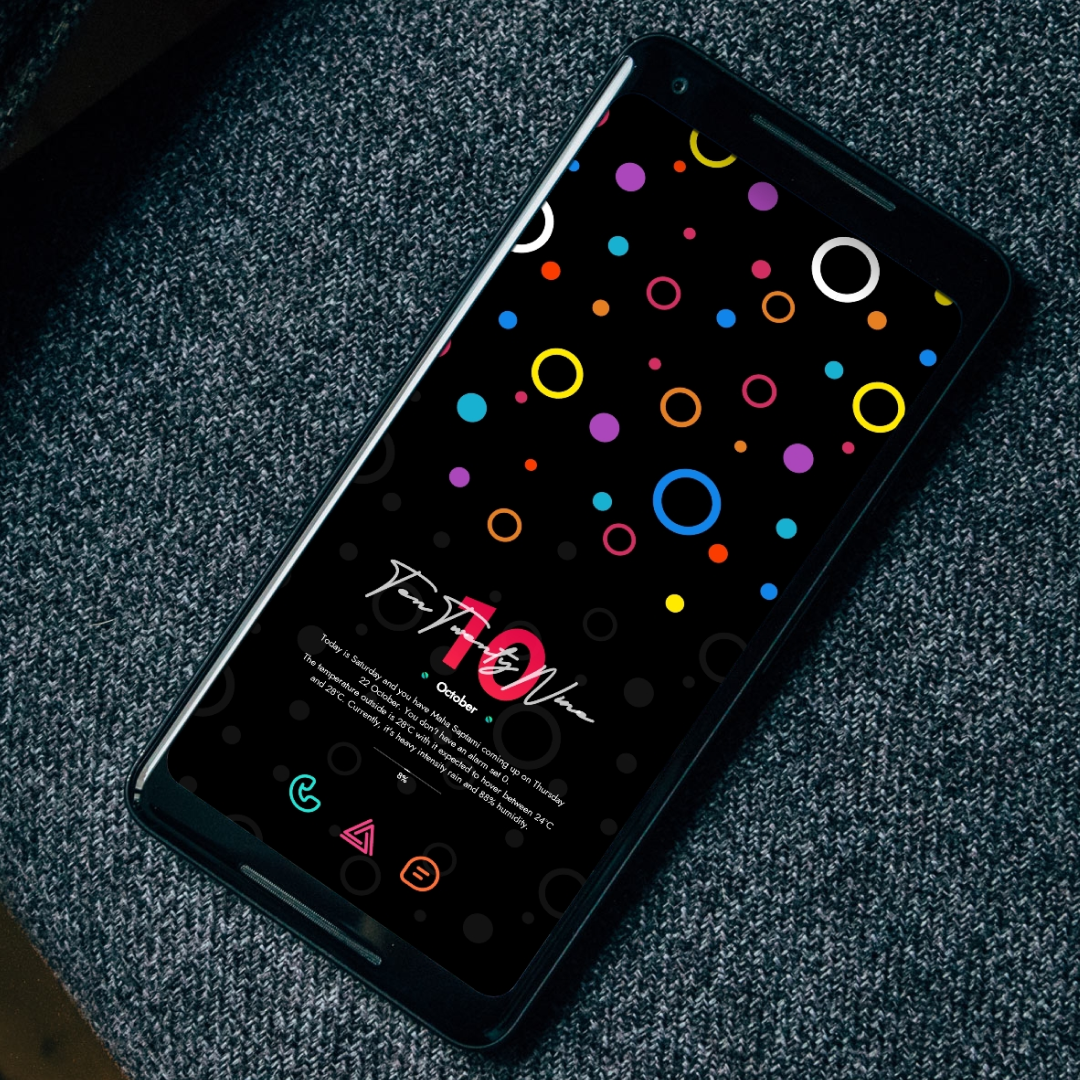 10
Ten Twenty Nine
October
Today is Saturday and you have Maha Saptami coming up on Thursday
22 October. You don't have an alarm set D.
The temperature outside is 28°C with it expected to hover between 24°C
and 28°C. Currently, it's heavy intensity rain and 88% humidity.
8%